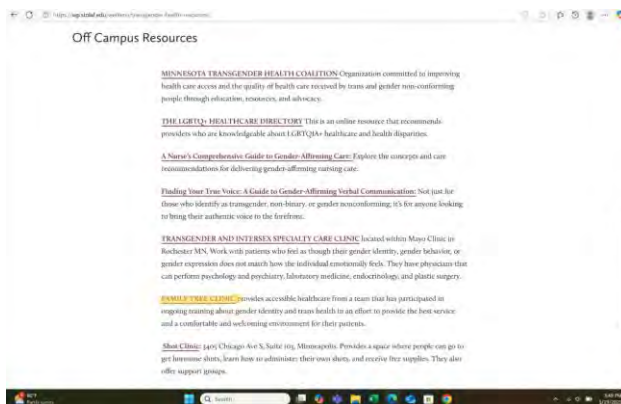 https://wp.stolaf.edu/wellness/transgender-health-resources/
Off Campus Resources
MINNESOTA TRANSGENDER HEALTH COALITION Organization committed to improving
health care access and the quality of health care received by trans and gender non-conforming
people through education, resources, and advocacy.
THE LGBTQ+ HEALTHCARE DIRECTORY This is an online resource that recommends
providers who are knowledgeable about LGBTQIA+ healthcare and health disparities.
A Nurse's Comprehensive Guide to Gender-Affirming Care: Explore the concepts and care
recommendations for delivering gender-affirming nursing care.
Finding Your True Voice: A Guide to Gender-Affirming Verbal Communication: Not just for
those who identify as transgender, non-binary, or gender nonconforming, it's for anyone looking
to bring their authentic voice to the forefront.
TRANSGENDER AND INTERSEX SPECIALTY CARE CLINIC located within Mayo Clinic in
Rochester MN, Work with patients who feel as though their gender identity, gender behavior, or
gender expression does not match how the individual emotionally feels. They have physicians that
can perform psychology and psychiatry, laboratory medicine, endocrinology, and plastic surgery.
FAMILY TREE CLINIC provides accessible healthcare from a team that has participated in
ongoing training about gender identity and trans health in an effort to provide the best service
and a comfortable and welcoming environment for their patients.
Shot Clinic: 3405 Chicago Ave S, Suite 103, Minneapolis. Provides a space where people can go to
get hormone shots, learn how to administer their own shots, and receive free supplies. They also
offer support groups.
Search